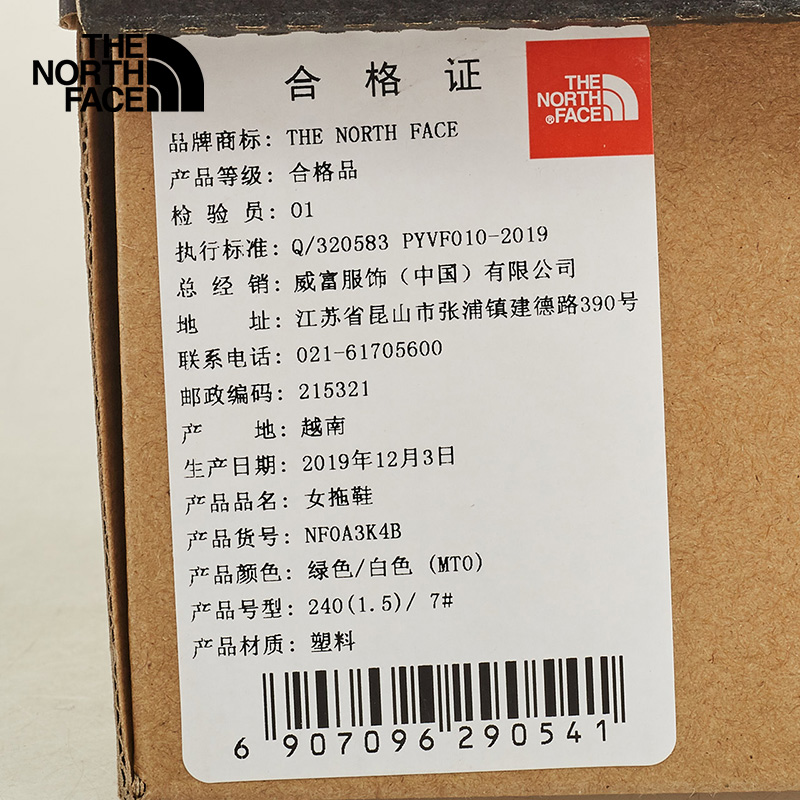 THE
NORTH
FACE
合格证
THE
NORTH
®FACE
品牌商标: THE NORTH FACE
产品等级: 合格品
检 验 员: 01
执行标准: Q/320583 PYVF010-2019
总 经 销: 威富服饰（中国）有限公司
地 址: 江苏省昆山市张浦镇建德路390号
联系电话: 021-61705600
邮政编码: 215321
产 地: 越南
生产日期: 2019年12月3日
产品品名: 女拖鞋
产品货号: NF0A3K4B
产品颜色: 绿色/白色 (MT0)
产品号型: 240(1.5)/ 7#
产品材质: 塑料
6 907096 290541